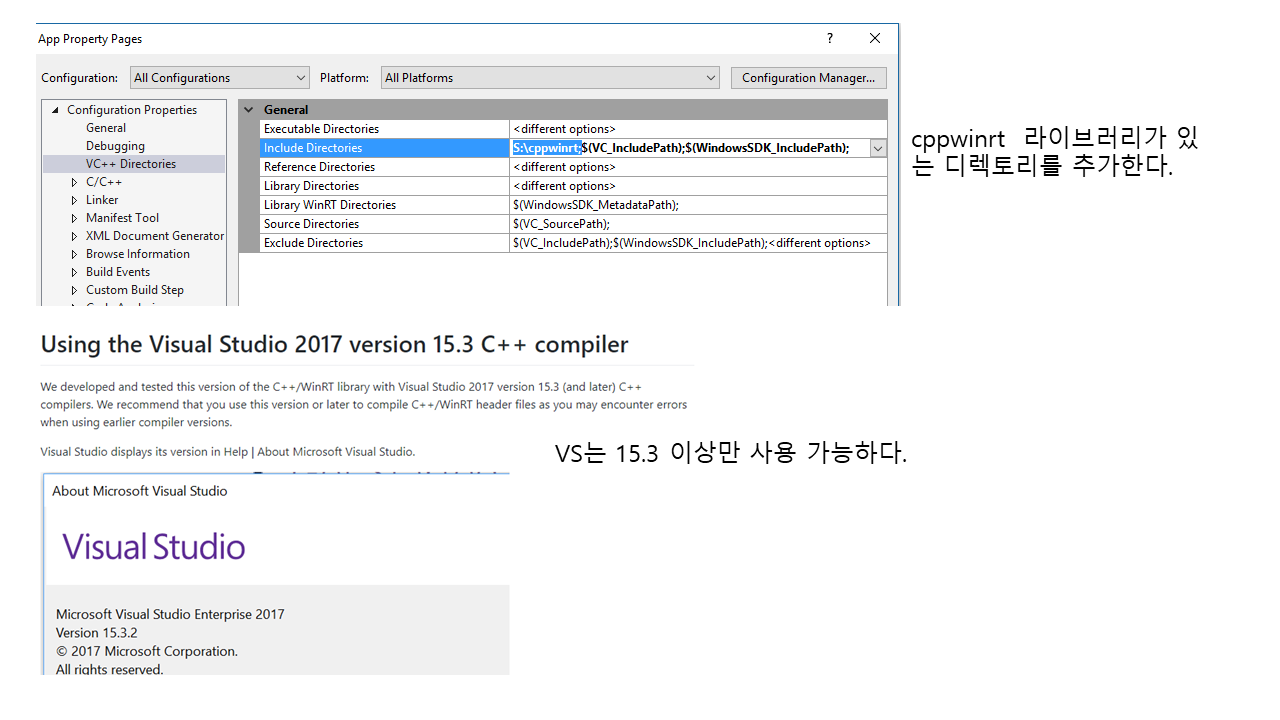 App Property Pages
?
Configuration: All Configurations Platform: All Platforms Configuration Manager...
Configuration Properties
General
Debugging
VC++ Directories
C/C++
Linker
Manifest Tool
XML Document Generator
Browse Information
Build Events
Custom Build Step
General
Executable Directories <different options>
Include Directories S:\cppwinrt;$(VC_IncludePath);$(WindowsSDK_IncludePath);
Reference Directories <different options>
Library Directories <different options>
Library WinRT Directories $(WindowsSDK_MetadataPath);
Source Directories $(VC_SourcePath);
Exclude Directories $(VC_IncludePath);$(WindowsSDK_IncludePath);<different options>
cppwinrt 라이브러리가 있
는 디렉토리를 추가한다.
Using the Visual Studio 2017 version 15.3 C++ compiler
We developed and tested this version of the C++/WinRT library with Visual Studio 2017 version 15.3 (and later) C++
compilers. We recommend that you use this version or later to compile C++/WinRT header files as you may encounter errors
when using earlier compiler versions.
Visual Studio displays its version in Help | About Microsoft Visual Studio.
VS는 15.3 이상만 사용 가능하다.
About Microsoft Visual Studio
Visual Studio
Microsoft Visual Studio Enterprise 2017
Version 15.3.2
© 2017 Microsoft Corporation.
All rights reserved.